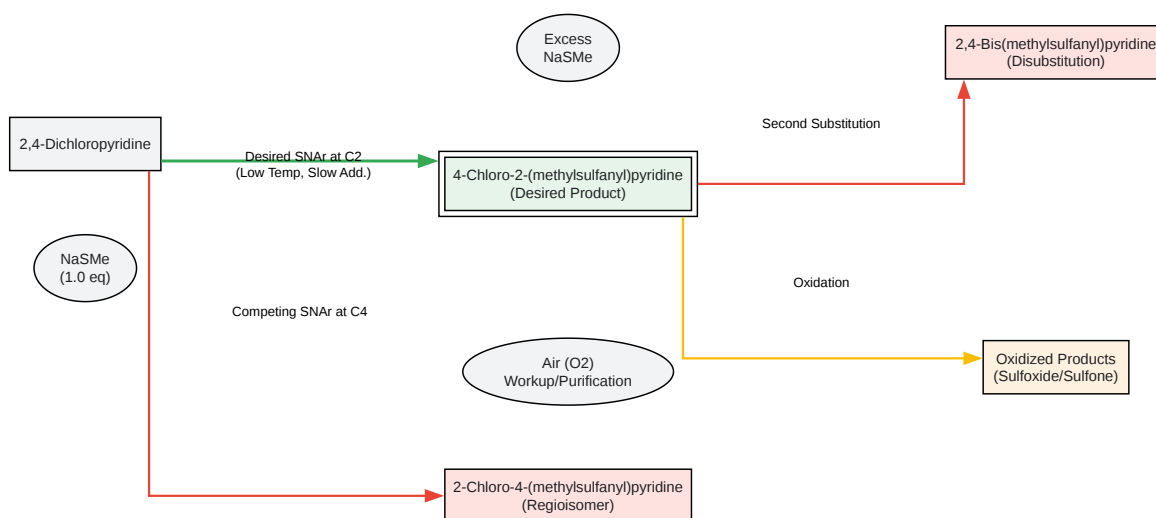 Excess
NaSMe
2,4-Bis(methylsulfanyl)pyridine
(Disubstitution)
2,4-Dichloropyridine
Desired SNAr at C2
(Low Temp, Slow Add.)
Second Substitution
4-Chloro-2-(methylsulfanyl)pyridine
(Desired Product)
NaSMe
(1.0 eq)
Competing SNAr at C4
Oxidation
Air (O2)
Workup/Purification
Oxidized Products
(Sulfoxide/Sulfone)
2-Chloro-4-(methylsulfanyl)pyridine
(Regioisomer)